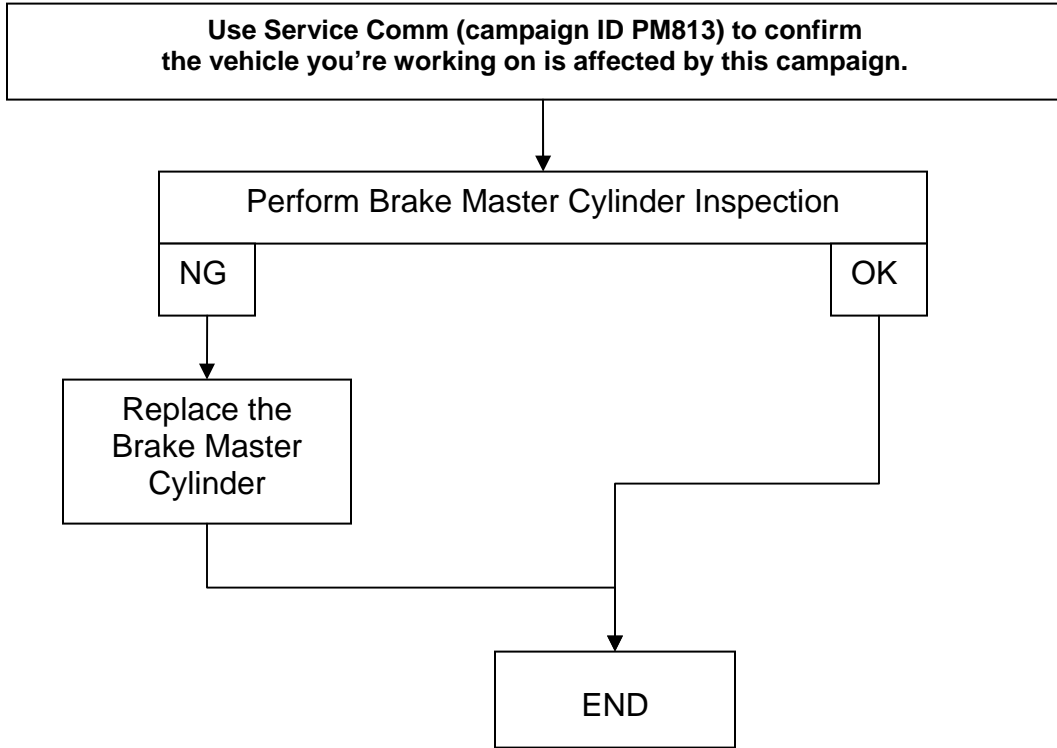 Use Service Comm (campaign ID PM813) to confirm
the vehicle you’re working on is affected by this campaign.
Perform Brake Master Cylinder Inspection
NG
OK
Replace the
Brake Master
Cylinder
END